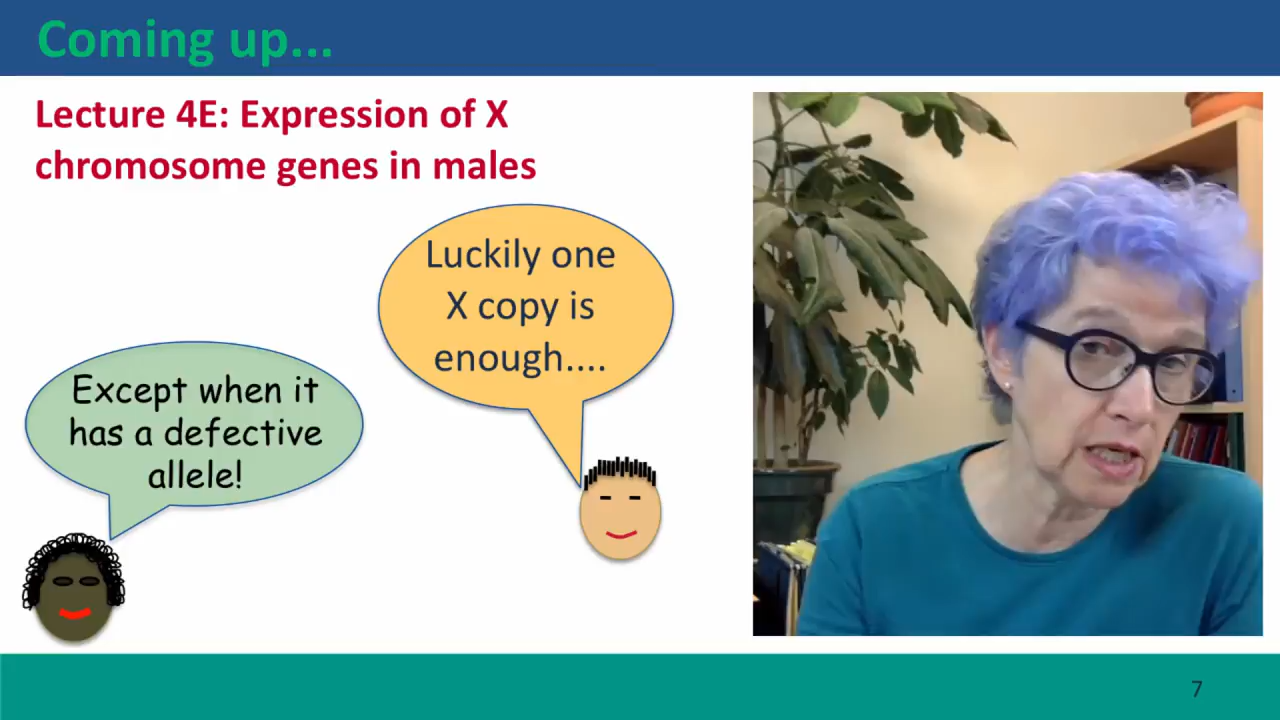 Coming up...
Lecture 4E: Expression of X
chromosome genes in males
Luckily one
X copy is
enough....
Except when it
has a defective
allele!
7